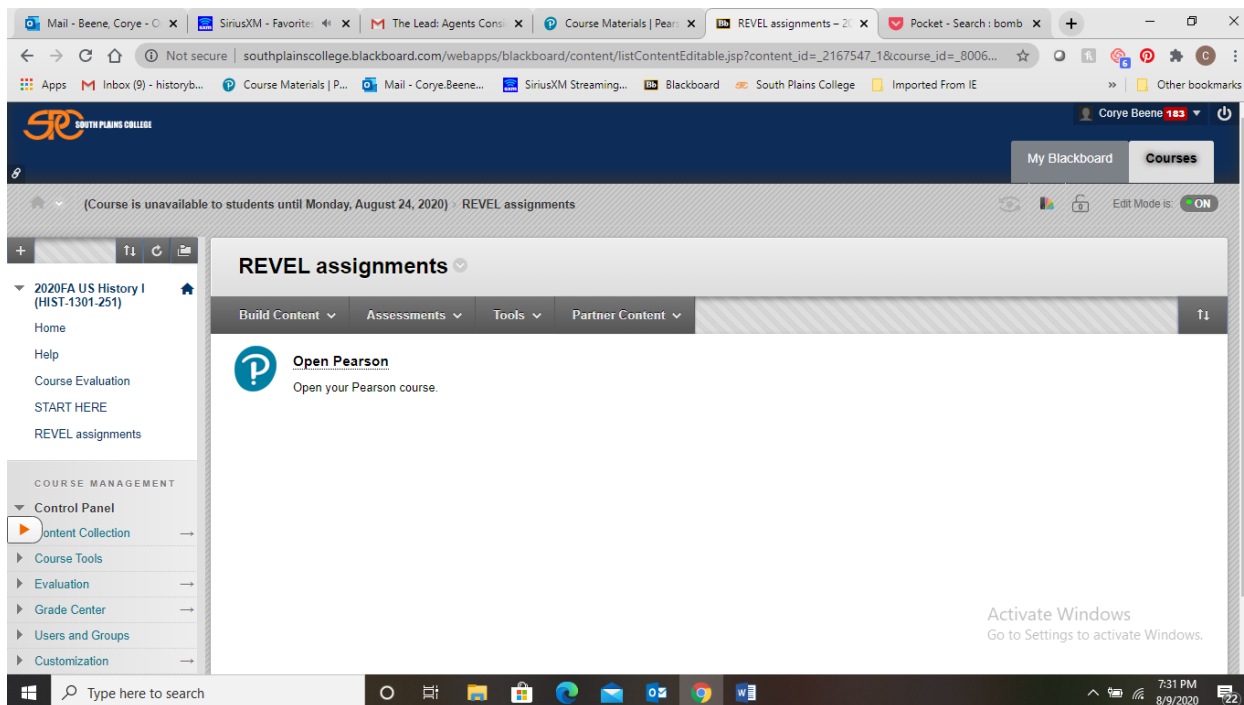 Mail - Beene, Corye - O
SiriusXM - Favorites
The Lead: Agents Consi
Course Materials | Pears
REVEL assignments – 20
Pocket - Search : bomb
Not secure | southplainscollege.blackboard.com/webapps/blackboard/content/listContentEditable.jsp?content_id=_2167547_1&course_id=_8006...
Apps
Inbox (9) - historyb...
Course Materials | P...
Mail - Corye.Beene...
SiriusXM Streaming...
Blackboard
South Plains College
Imported From IE
Other bookmarks
SPC SOUTH PLAINS COLLEGE
Corye Beene 183
My Blackboard
Courses
(Course is unavailable to students until Monday, August 24, 2020) REVEL assignments
Edit Mode is: ON
2020FA US History I
(HIST-1301-251)
Home
Help
Course Evaluation
START HERE
REVEL assignments
COURSE MANAGEMENT
Control Panel
ontent Collection
Course Tools
Evaluation
Grade Center
Users and Groups
Customization
REVEL assignments
Build Content
Assessments
Tools
Partner Content
Open Pearson
Open your Pearson course.
Activate Windows
Go to Settings to activate Windows.
Type here to search
7:31 PM
8/9/2020
22